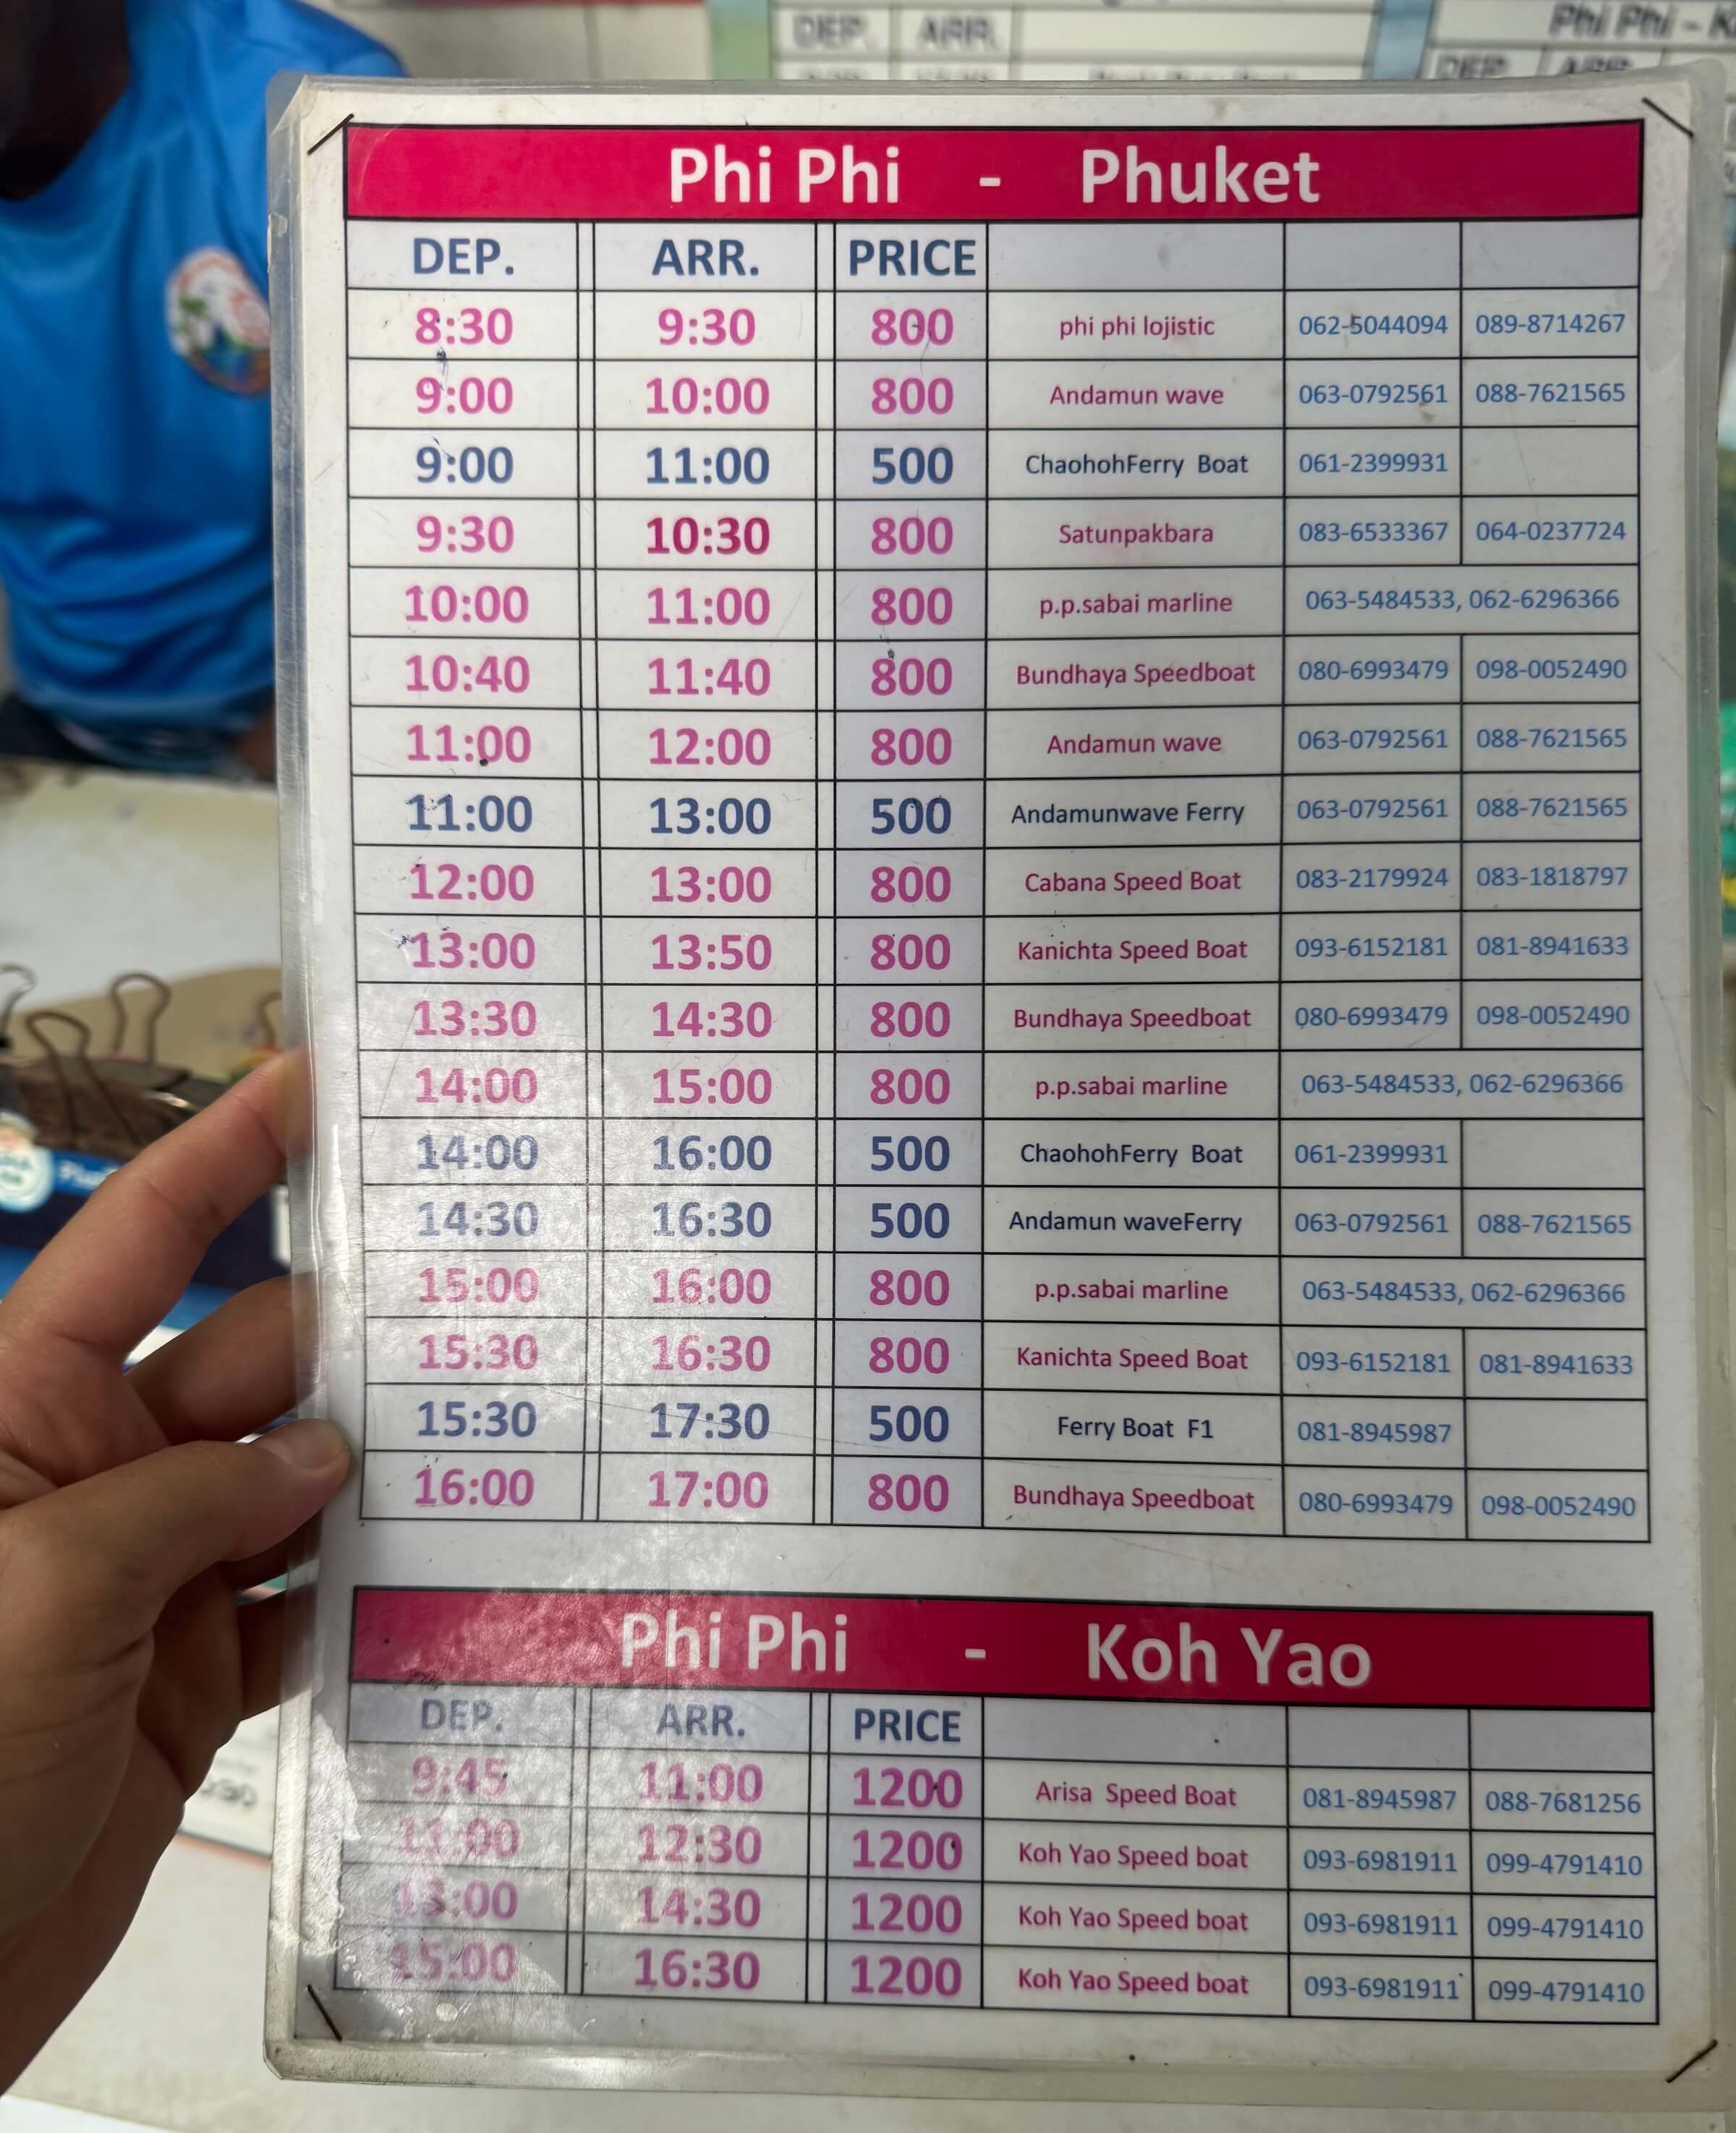 DEP. ARR.
Phi Phi - K
DEP. ARR.
Phi Phi - Phuket
DEP. ARR. PRICE
8:30 9:30 800 phi phi lojistic 062-5044094 089-8714267
9:00 10:00 800 Andamun wave 063-0792561 088-7621565
9:00 11:00 500 ChaohohFerry Boat 061-2399931
9:30 10:30 800 Satunpakbara 083-6533367 064-0237724
10:00 11:00 800 p.p.sabai marline 063-5484533, 062-6296366
10:40 11:40 800 Bundhaya Speedboat 080-6993479 098-0052490
11:00 12:00 800 Andamun wave 063-0792561 088-7621565
11:00 13:00 500 Andamunwave Ferry 063-0792561 088-7621565
12:00 13:00 800 Cabana Speed Boat 083-2179924 083-1818797
13:00 13:50 800 Kanichta Speed Boat 093-6152181 081-8941633
13:30 14:30 800 Bundhaya Speedboat 080-6993479 098-0052490
14:00 15:00 800 p.p.sabai marline 063-5484533, 062-6296366
14:00 16:00 500 ChaohohFerry Boat 061-2399931
14:30 16:30 500 Andamun waveFerry 063-0792561 088-7621565
15:00 16:00 800 p.p.sabai marline 063-5484533, 062-6296366
15:30 16:30 800 Kanichta Speed Boat 093-6152181 081-8941633
15:30 17:30 500 Ferry Boat F1 081-8945987
16:00 17:00 800 Bundhaya Speedboat 080-6993479 098-0052490
Phi Phi - Koh Yao
DEP. ARR. PRICE
9:45 11:00 1200 Arisa Speed Boat 081-8945987 088-7681256
11:00 12:30 1200 Koh Yao Speed boat 093-6981911 099-4791410
13:00 14:30 1200 Koh Yao Speed boat 093-6981911 099-4791410
15:00 16:30 1200 Koh Yao Speed boat 093-6981911 099-4791410